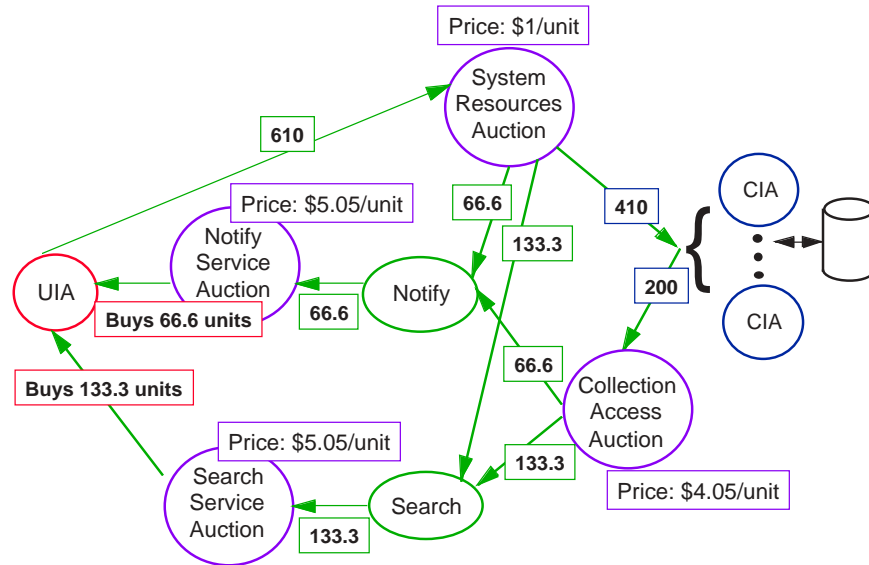 Price: $1/unit
System
Resources
Auction
610
CIA
66.6
410
Price: $5.05/unit
133.3
Notify
Service
Auction
200
UIA
Notify
CIA
Buys 66.6 units
66.6
66.6
Collection
Access
Auction
Buys 133.3 units
Price: $5.05/unit
133.3
Search
Service
Auction
Search
Price: $4.05/unit
133.3